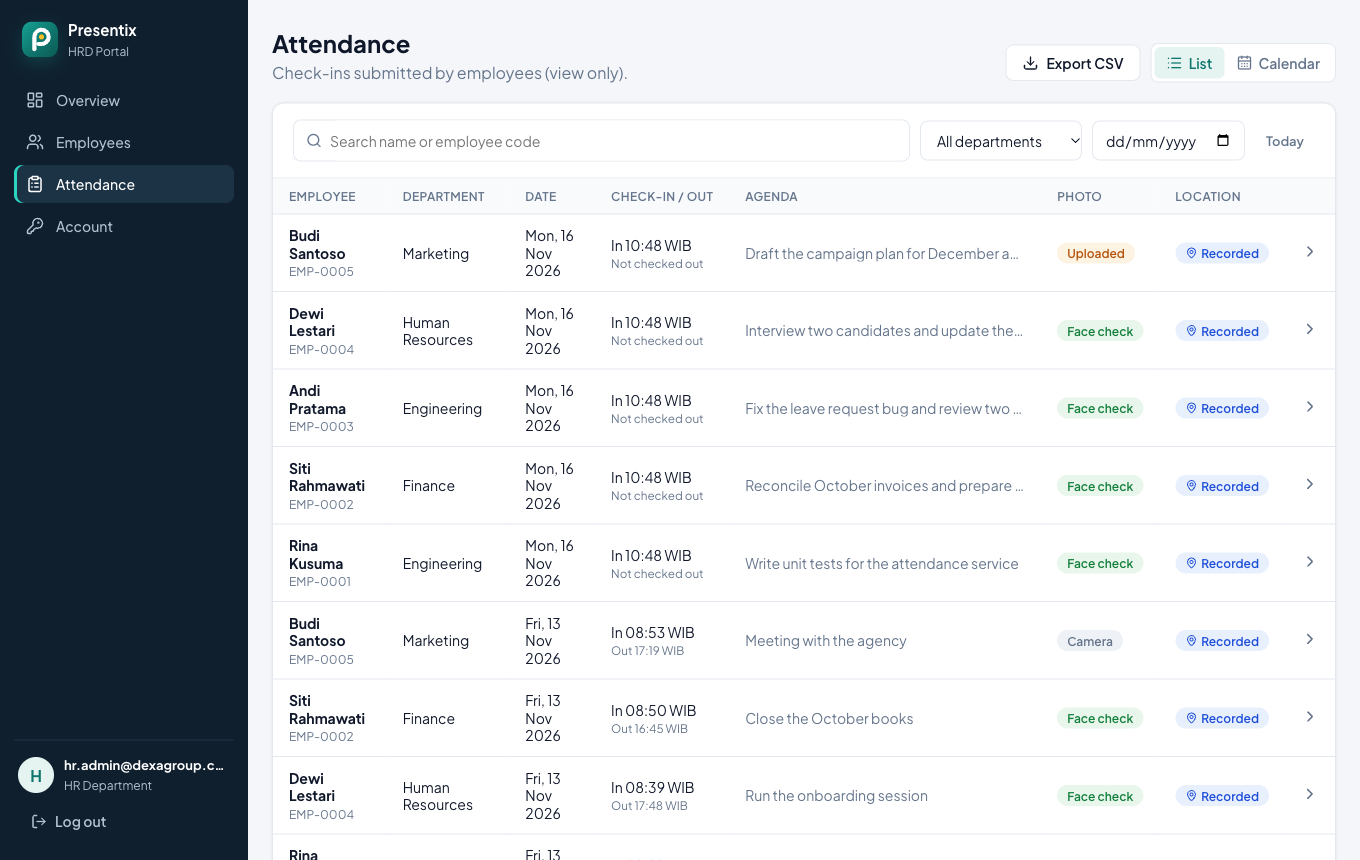 Presentix
HRD Portal
Overview
Employees
Attendance
Account
hr.admin@dexagroup.c...
H
HR Department
Log out
Attendance
Check-ins submitted by employees (view only).
Export CSV
List
Calendar
Search name or employee code
All departments
dd/mm/yyyy
Today
EMPLOYEE DEPARTMENT DATE CHECK-IN / OUT AGENDA PHOTO LOCATION
Budi Santoso
EMP-0005
Marketing
Mon, 16 Nov 2026
In 10:48 WIB
Not checked out
Draft the campaign plan for December a...
Uploaded
Recorded
Dewi Lestari
EMP-0004
Human Resources
Mon, 16 Nov 2026
In 10:48 WIB
Not checked out
Interview two candidates and update the...
Face check
Recorded
Andi Pratama
EMP-0003
Engineering
Mon, 16 Nov 2026
In 10:48 WIB
Not checked out
Fix the leave request bug and review two ...
Face check
Recorded
Siti Rahmawati
EMP-0002
Finance
Mon, 16 Nov 2026
In 10:48 WIB
Not checked out
Reconcile October invoices and prepare ...
Face check
Recorded
Rina Kusuma
EMP-0001
Engineering
Mon, 16 Nov 2026
In 10:48 WIB
Not checked out
Write unit tests for the attendance service
Face check
Recorded
Budi Santoso
EMP-0005
Marketing
Fri, 13 Nov 2026
In 08:53 WIB
Out 17:19 WIB
Meeting with the agency
Camera
Recorded
Siti Rahmawati
EMP-0002
Finance
Fri, 13 Nov 2026
In 08:50 WIB
Out 16:45 WIB
Close the October books
Face check
Recorded
Dewi Lestari
EMP-0004
Human Resources
Fri, 13 Nov 2026
In 08:39 WIB
Out 17:48 WIB
Run the onboarding session
Face check
Recorded
Rina
Fri, 13